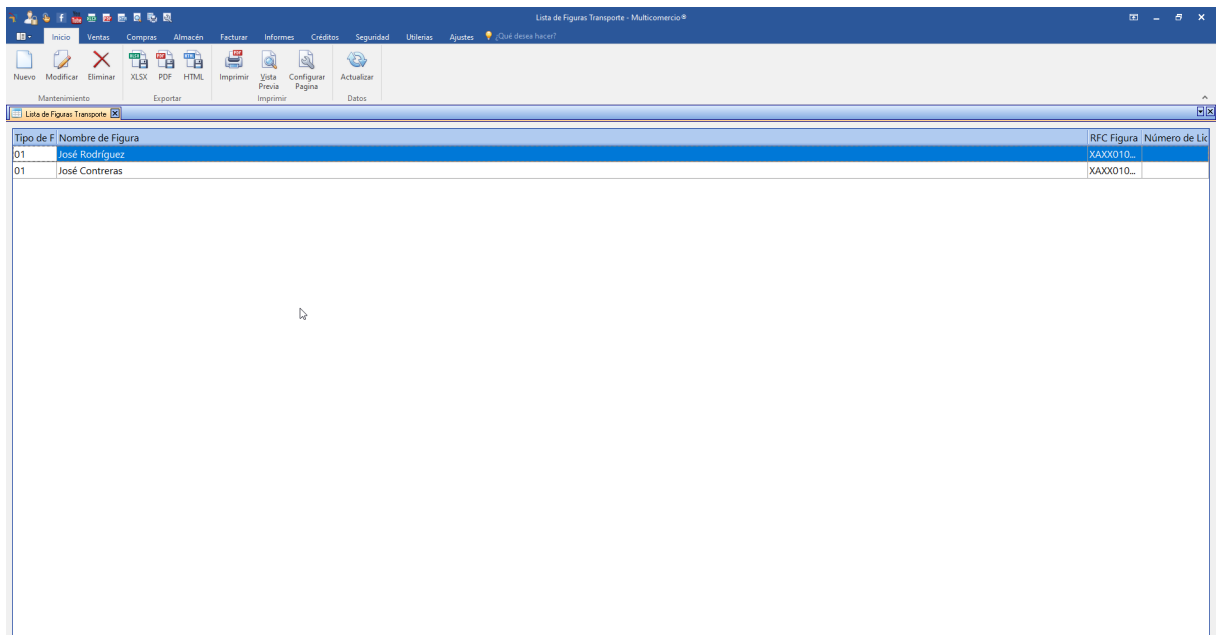 Lista de Figuras Transporte - Multicomercio®
Inicio Ventas Compras Almacén Facturar Informes Créditos Seguridad Utilerias Ajustes ¿Qué desea hacer?
Nuevo Modificar Eliminar XLSX PDF HTML Imprimir Vista Previa Configurar Pagina Actualizar
Mantenimiento Exportar Imprimir Datos
Lista de Figuras Transporte
Tipo de F Nombre de Figura RFC Figura Número de Lic
01 José Rodríguez XAXX010...
01 José Contreras XAXX010...